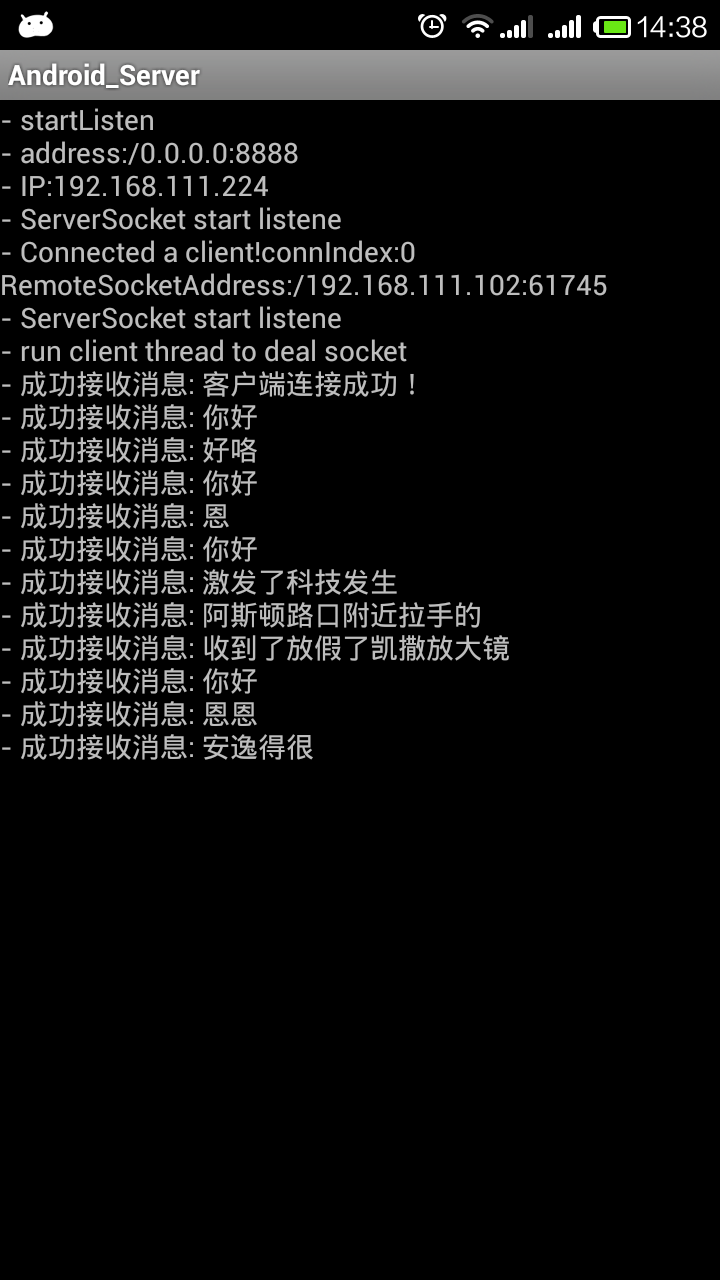 14:38
Android_Server
- startListen
- address:/0.0.0.0:8888
- IP:192.168.111.224
- ServerSocket start listene
- Connected a client!connIndex:0
RemoteSocketAddress:/192.168.111.102:61745
- ServerSocket start listene
- run client thread to deal socket
- 成功接收消息: 客户端连接成功！
- 成功接收消息: 你好
- 成功接收消息: 好咯
- 成功接收消息: 你好
- 成功接收消息: 恩
- 成功接收消息: 你好
- 成功接收消息: 激发了科技发生
- 成功接收消息: 阿斯顿路口附近拉手的
- 成功接收消息: 收到了放假了凯撒放大镜
- 成功接收消息: 你好
- 成功接收消息: 恩恩
- 成功接收消息: 安逸得很